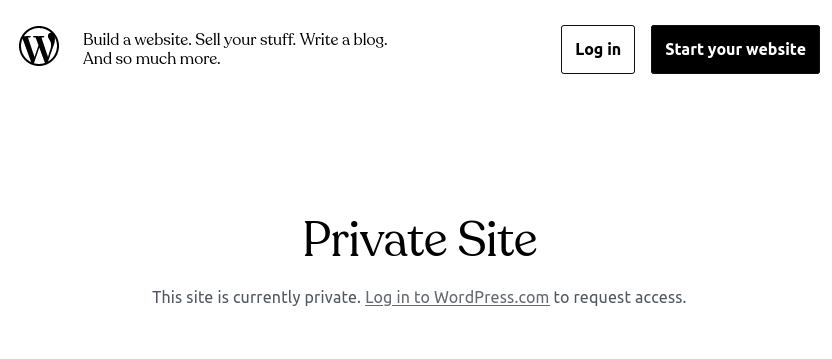 Build a website. Sell your stuff. Write a blog.
And so much more.
Log in
Start your website
Private Site
This site is currently private. Log in to WordPress.com to request access.